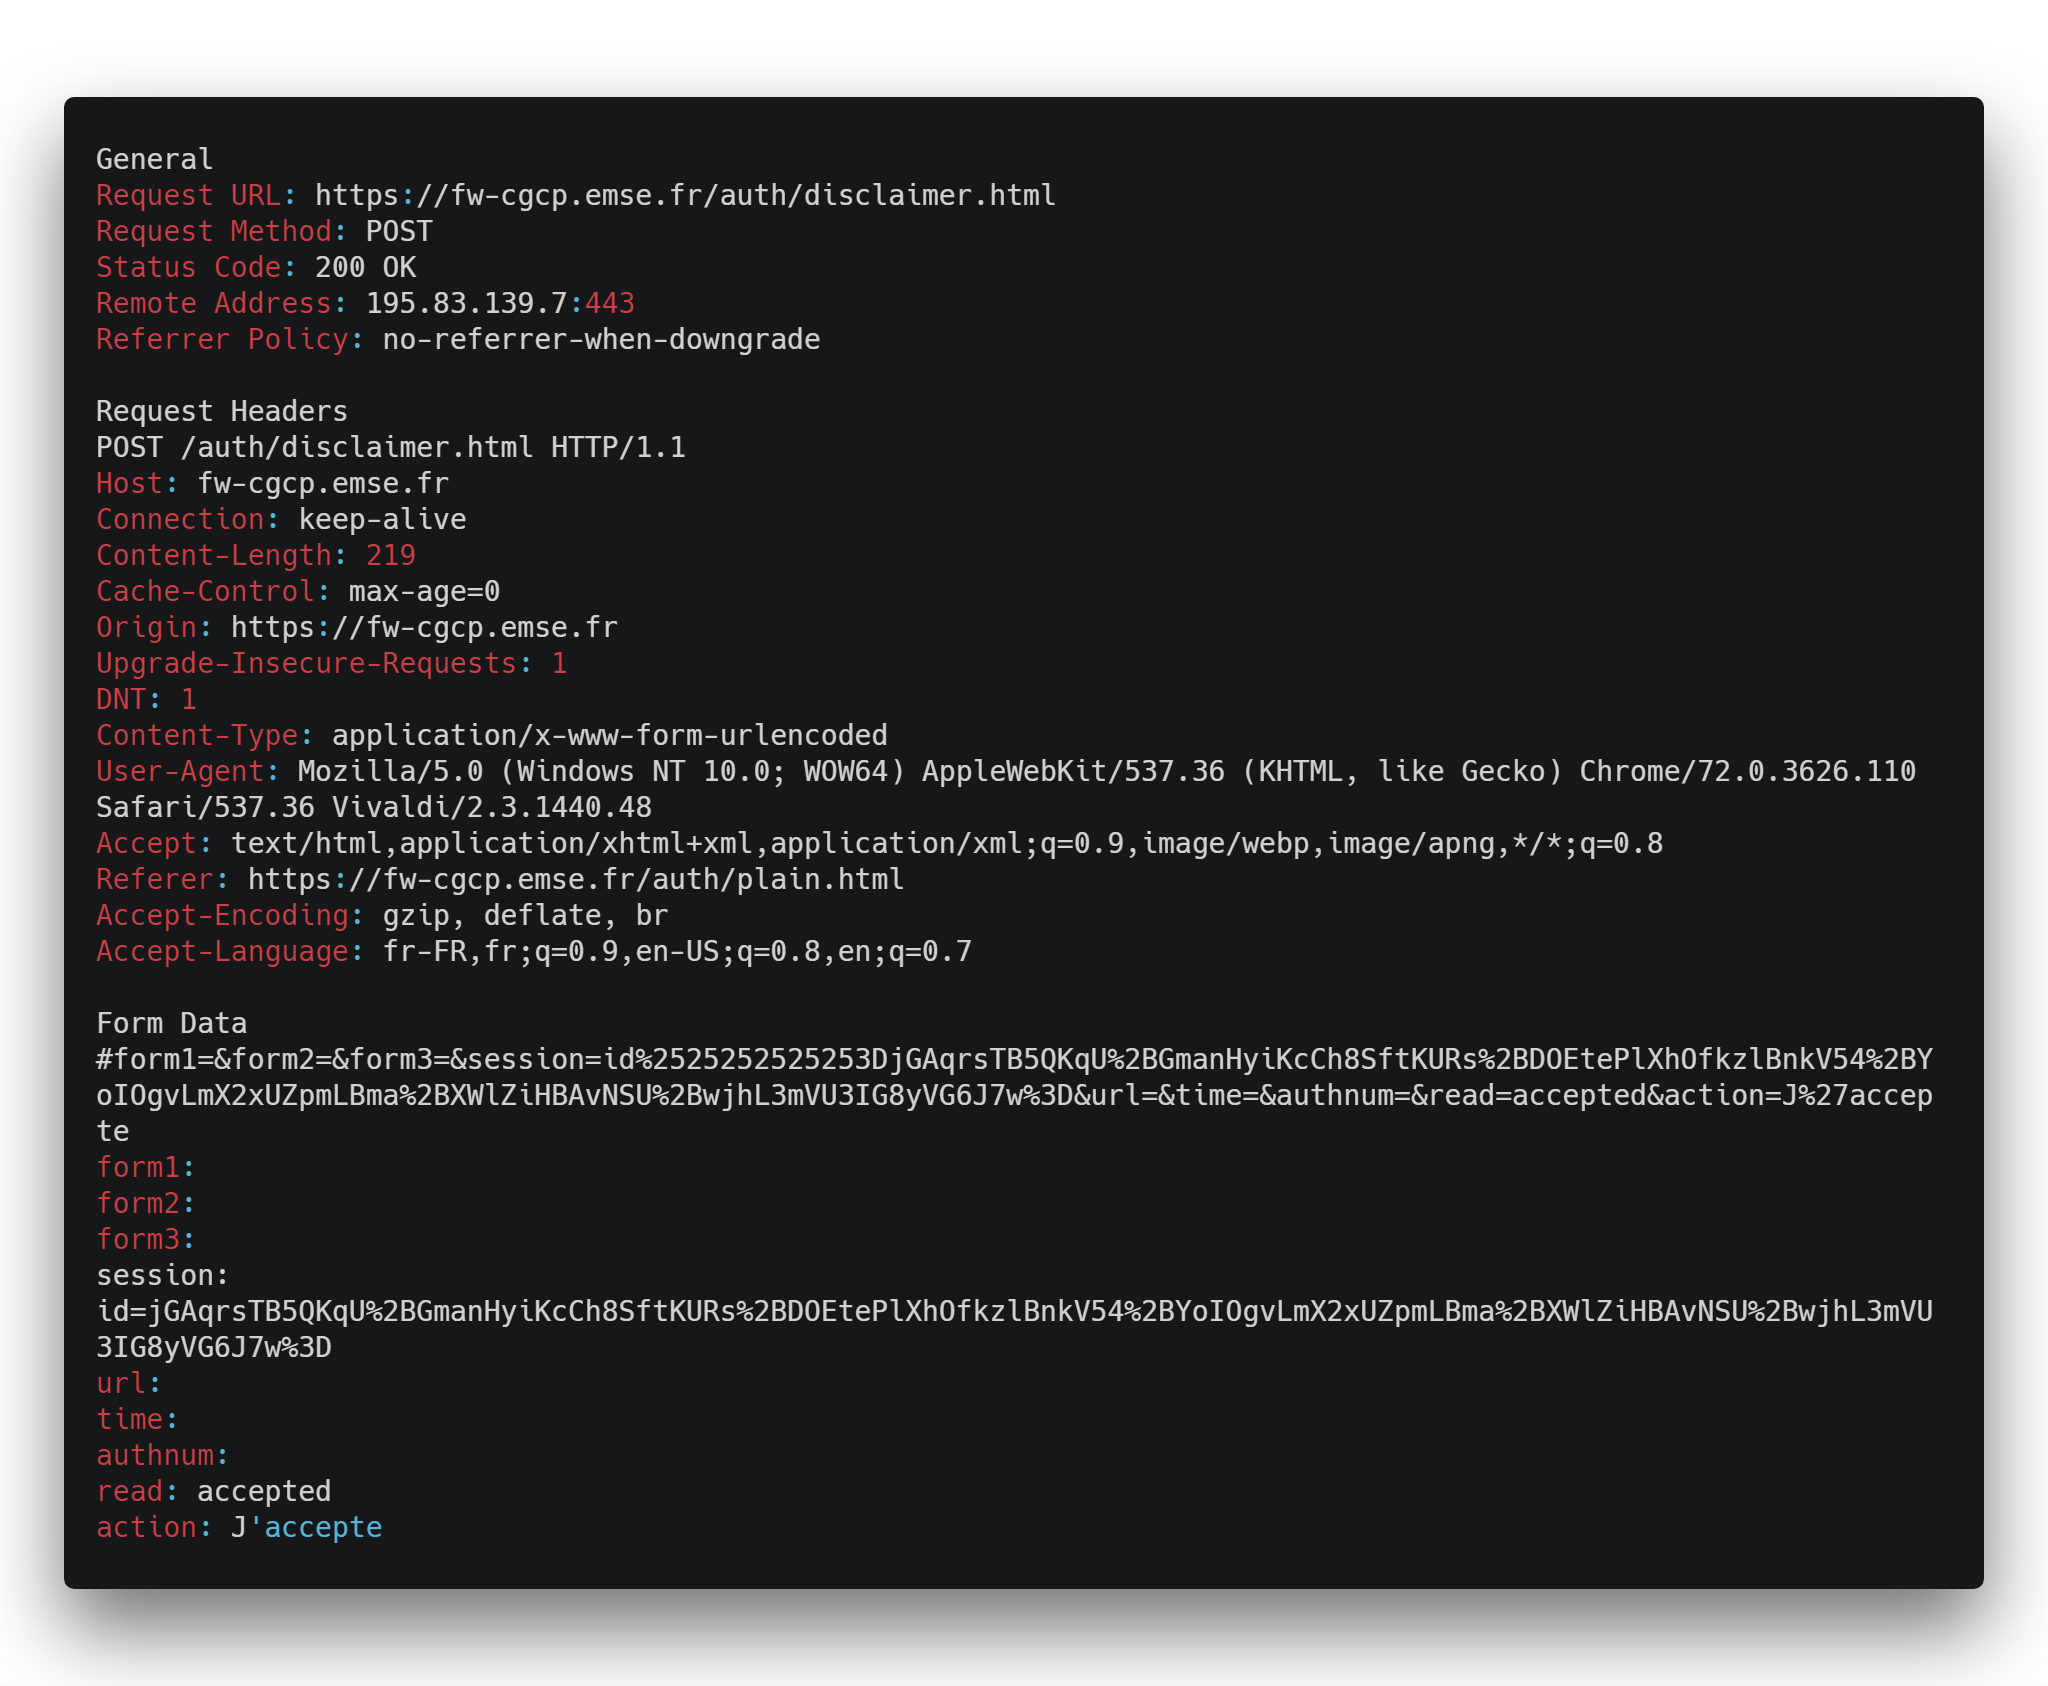 General
Request URL: https://fw-cgcp.emse.fr/auth/disclaimer.html
Request Method: POST
Status Code: 200 OK
Remote Address: 195.83.139.7:443
Referrer Policy: no-referrer-when-downgrade

Request Headers
POST /auth/disclaimer.html HTTP/1.1
Host: fw-cgcp.emse.fr
Connection: keep-alive
Content-Length: 219
Cache-Control: max-age=0
Origin: https://fw-cgcp.emse.fr
Upgrade-Insecure-Requests: 1
DNT: 1
Content-Type: application/x-www-form-urlencoded
User-Agent: Mozilla/5.0 (Windows NT 10.0; WOW64) AppleWebKit/537.36 (KHTML, like Gecko) Chrome/72.0.3626.110
Safari/537.36 Vivaldi/2.3.1440.48
Accept: text/html,application/xhtml+xml,application/xml;q=0.9,image/webp,image/apng,*/*;q=0.8
Referer: https://fw-cgcp.emse.fr/auth/plain.html
Accept-Encoding: gzip, deflate, br
Accept-Language: fr-FR,fr;q=0.9,en-US;q=0.8,en;q=0.7

Form Data
#form1=&form2=&form3=&session=id%2525252525253DjGAqrsTB5QKqU%2BGmanHyiKcCh8SftKURs%2BDOEtePlXhOfkzlBnkV54%2BY
oIOgvLmX2xUZpmLBma%2BXWlZiHBAvNSU%2BwjhL3mVU3IG8yVG6J7w%3D&url=&time=&authnum=&read=accepted&action=J%27accep
te
form1:
form2:
form3:
session:
id=jGAqrsTB5QKqU%2BGmanHyiKcCh8SftKURs%2BDOEtePlXhOfkzlBnkV54%2BYoIOgvLmX2xUZpmLBma%2BXWlZiHBAvNSU%2BwjhL3mVU
3IG8yVG6J7w%3D
url:
time:
authnum:
read: accepted
action: J'accepte